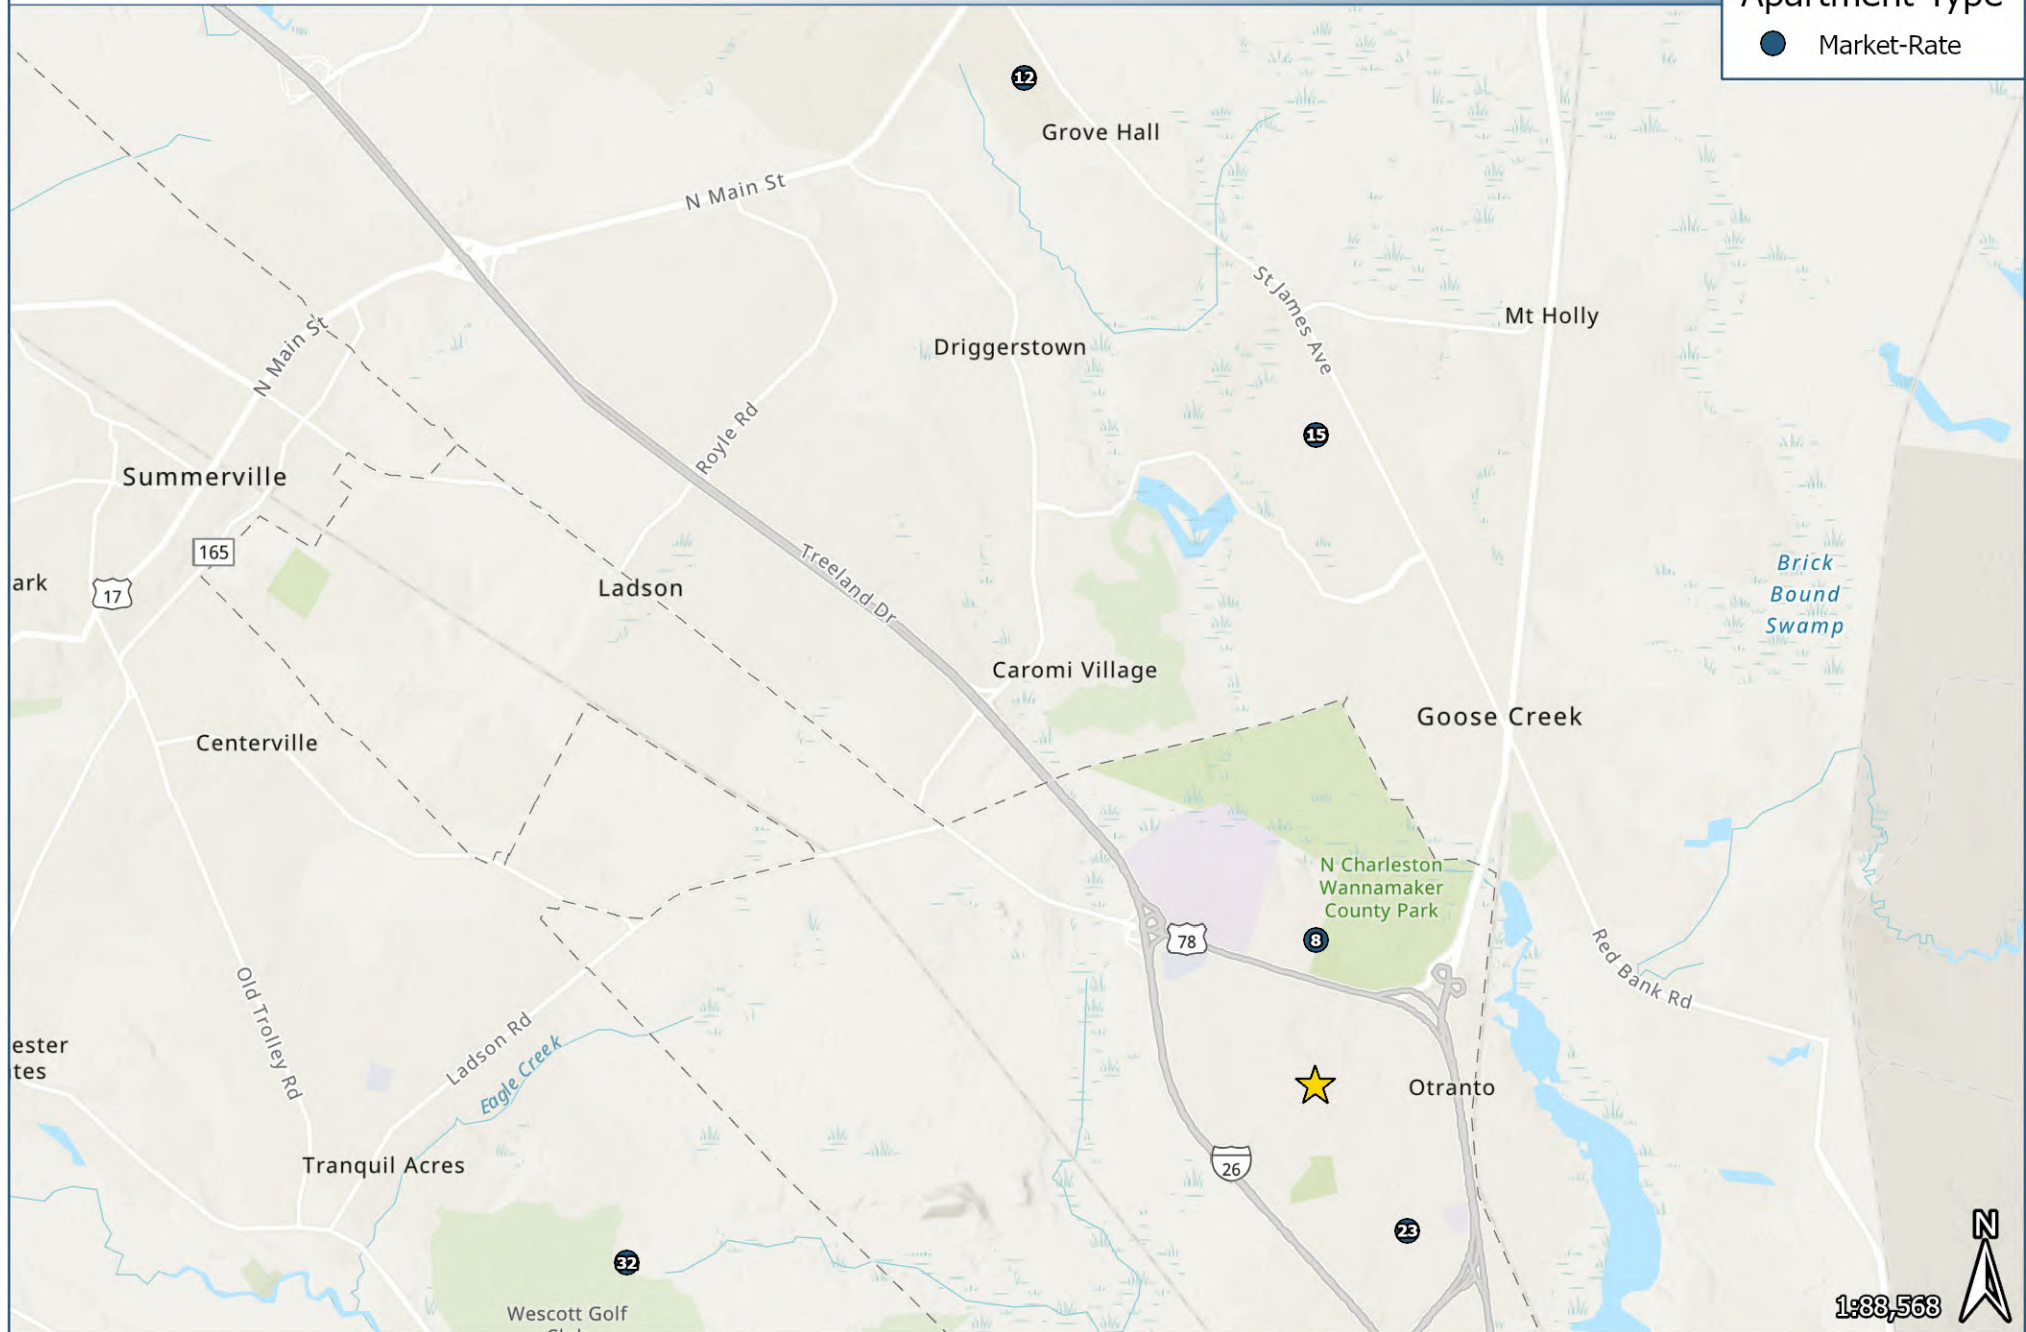 Apartment Type
Market-Rate
12
Grove Hall
N Main St
St James Ave
Mt Holly
N Main St
Driggerstown
Royle Rd
15
Summerville
165
Treeland Dr
Brick
Bound
Swamp
ark
17
Ladson
Caromi Village
Goose Creek
Centerville
N Charleston
Wannamaker
County Park
78
8
Red Bank Rd
Old Trolley Rd
Ladson Rd
Eagle Creek
ester
tes
Otranto
Tranquil Acres
26
23
32
N
Wescott Golf
1:88,568